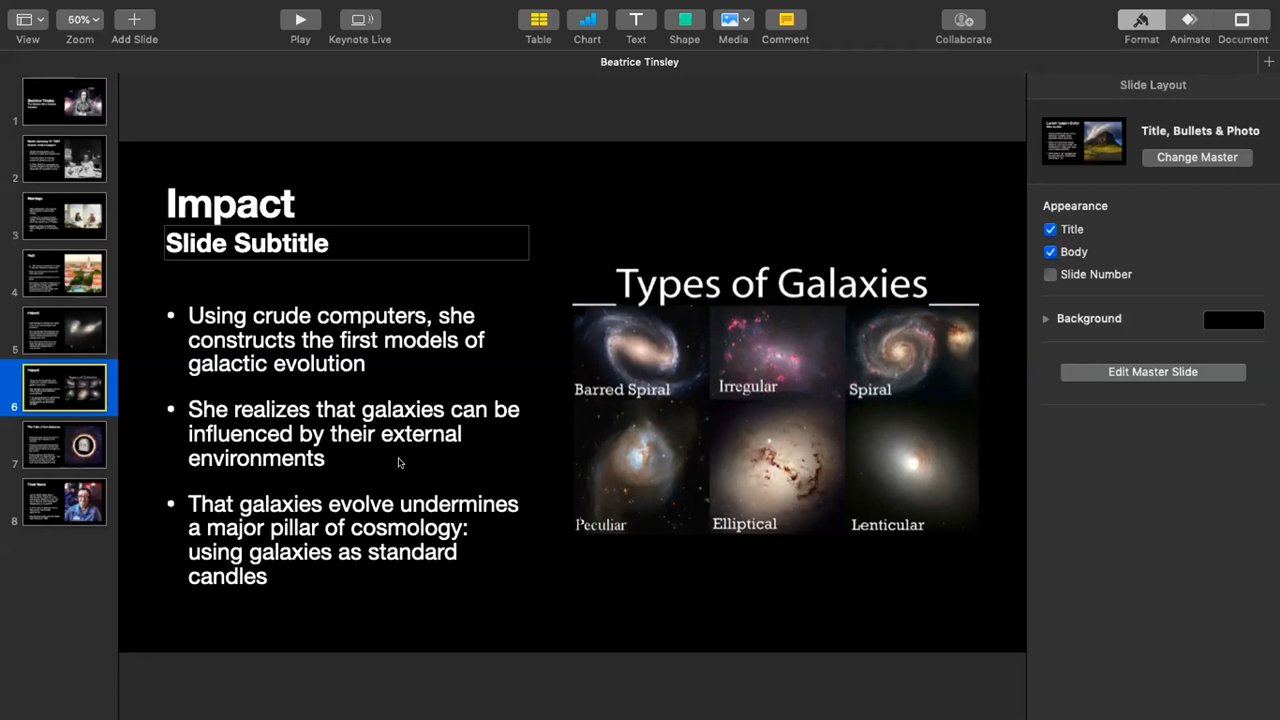 View
50%
Zoom
Add Slide
Play
Keynote Live
Table
Chart
Text
Shape
Media
Comment
Collaborate
Format
Animate
Document
Beatrice Tinsley
1
2
3
4
5
6
7
8
Impact
Slide Subtitle
• Using crude computers, she
constructs the first models of
galactic evolution
• She realizes that galaxies can be
influenced by their external
environments
• That galaxies evolve undermines
a major pillar of cosmology:
using galaxies as standard
candles
__Types of Galaxies__
Barred Spiral
Irregular
Spiral
Peculiar
Elliptical
Lenticular
Slide Layout
Title, Bullets & Photo
Change Master
Appearance
Title
Body
Slide Number
Background
Edit Master Slide